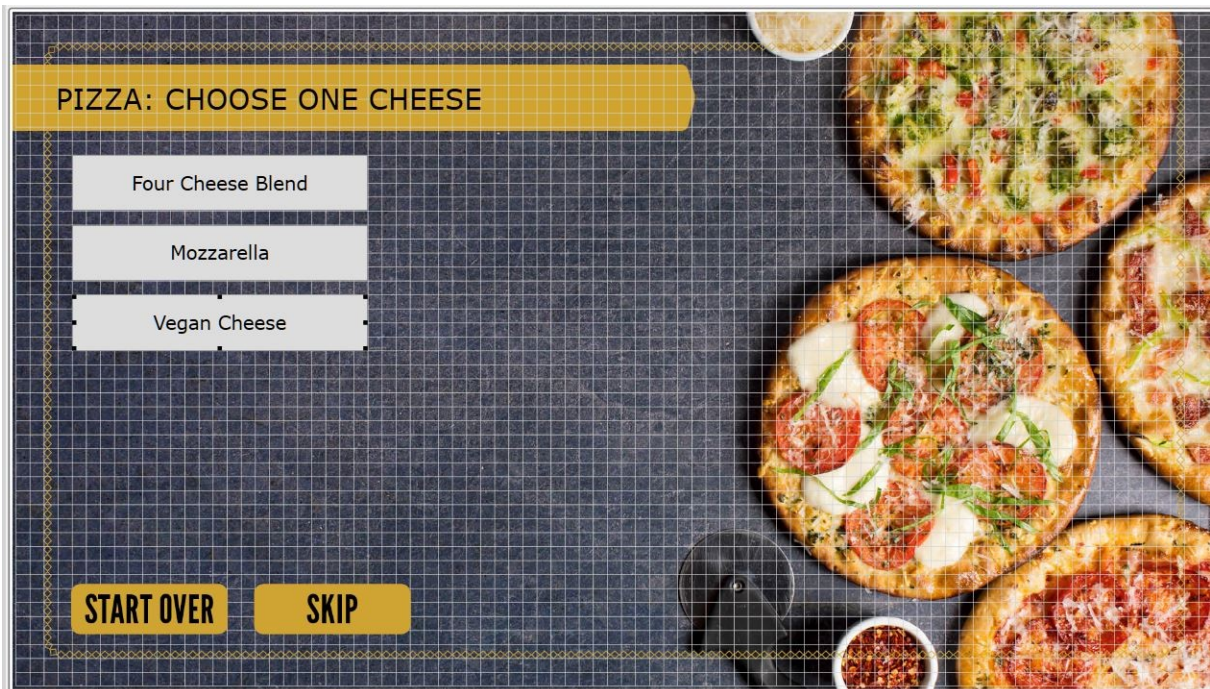 PIZZA: CHOOSE ONE CHEESE
Four Cheese Blend
Mozzarella
Vegan Cheese
START OVER
SKIP